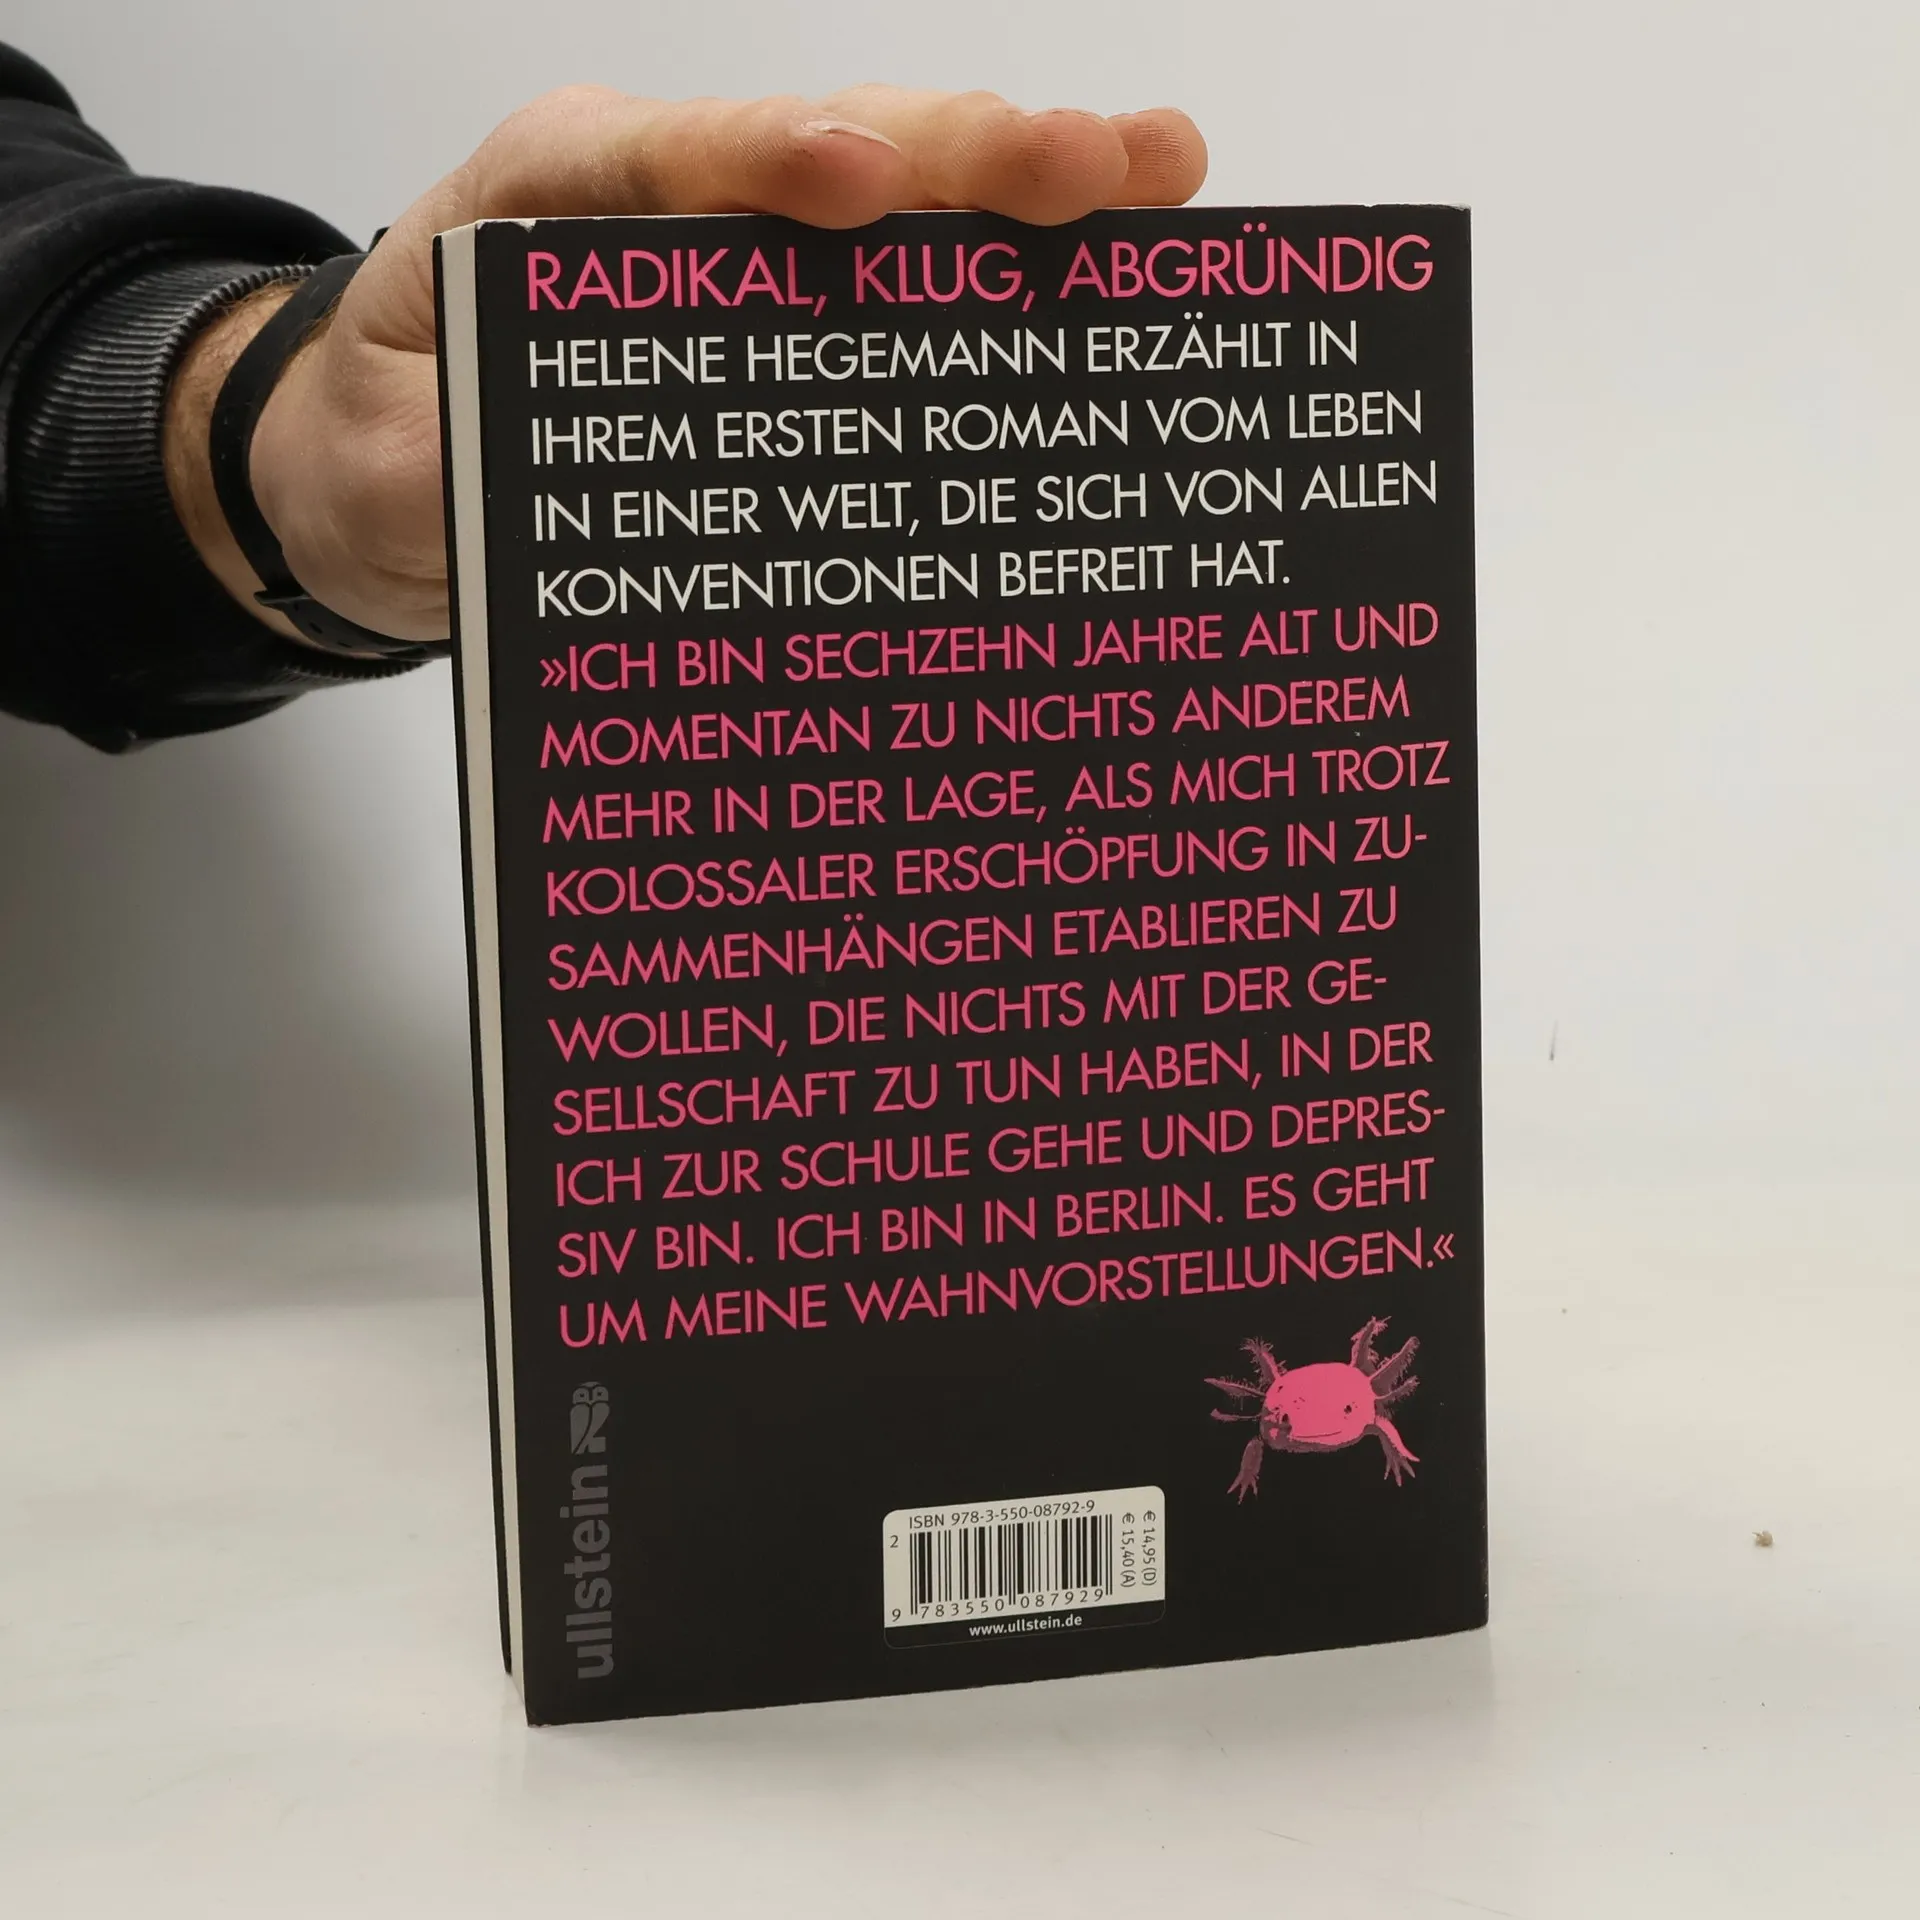 RADIKAL, KLUG, ABGRÜNDIG
HELENE HEGEMANN ERZÄHLT IN
IHREM ERSTEN ROMAN VOM LEBEN
IN EINER WELT, DIE SICH VON ALLEN
KONVENTIONEN BEFREIT HAT.
»ICH BIN SECHZEHN JAHRE ALT UND
MOMENTAN ZU NICHTS ANDEREM
MEHR IN DER LAGE, ALS MICH TROTZ
KOLOSSALER ERSCHÖPFUNG IN ZU-
SAMMENHÄNGEN ETABLIEREN ZU
WOLLEN, DIE NICHTS MIT DER GE-
SELLSCHAFT ZU TUN HABEN, IN DER
ICH ZUR SCHULE GEHE UND DEPRES-
SIV BIN. ICH BIN IN BERLIN. ES GEHT
UM MEINE WAHNVORSTELLUNGEN.«
ullstein
ISBN 978-3-550-08792-9
2
9 783550 087929
€ 14,95 (D)
€ 15,40 (A)
www.ullstein.de